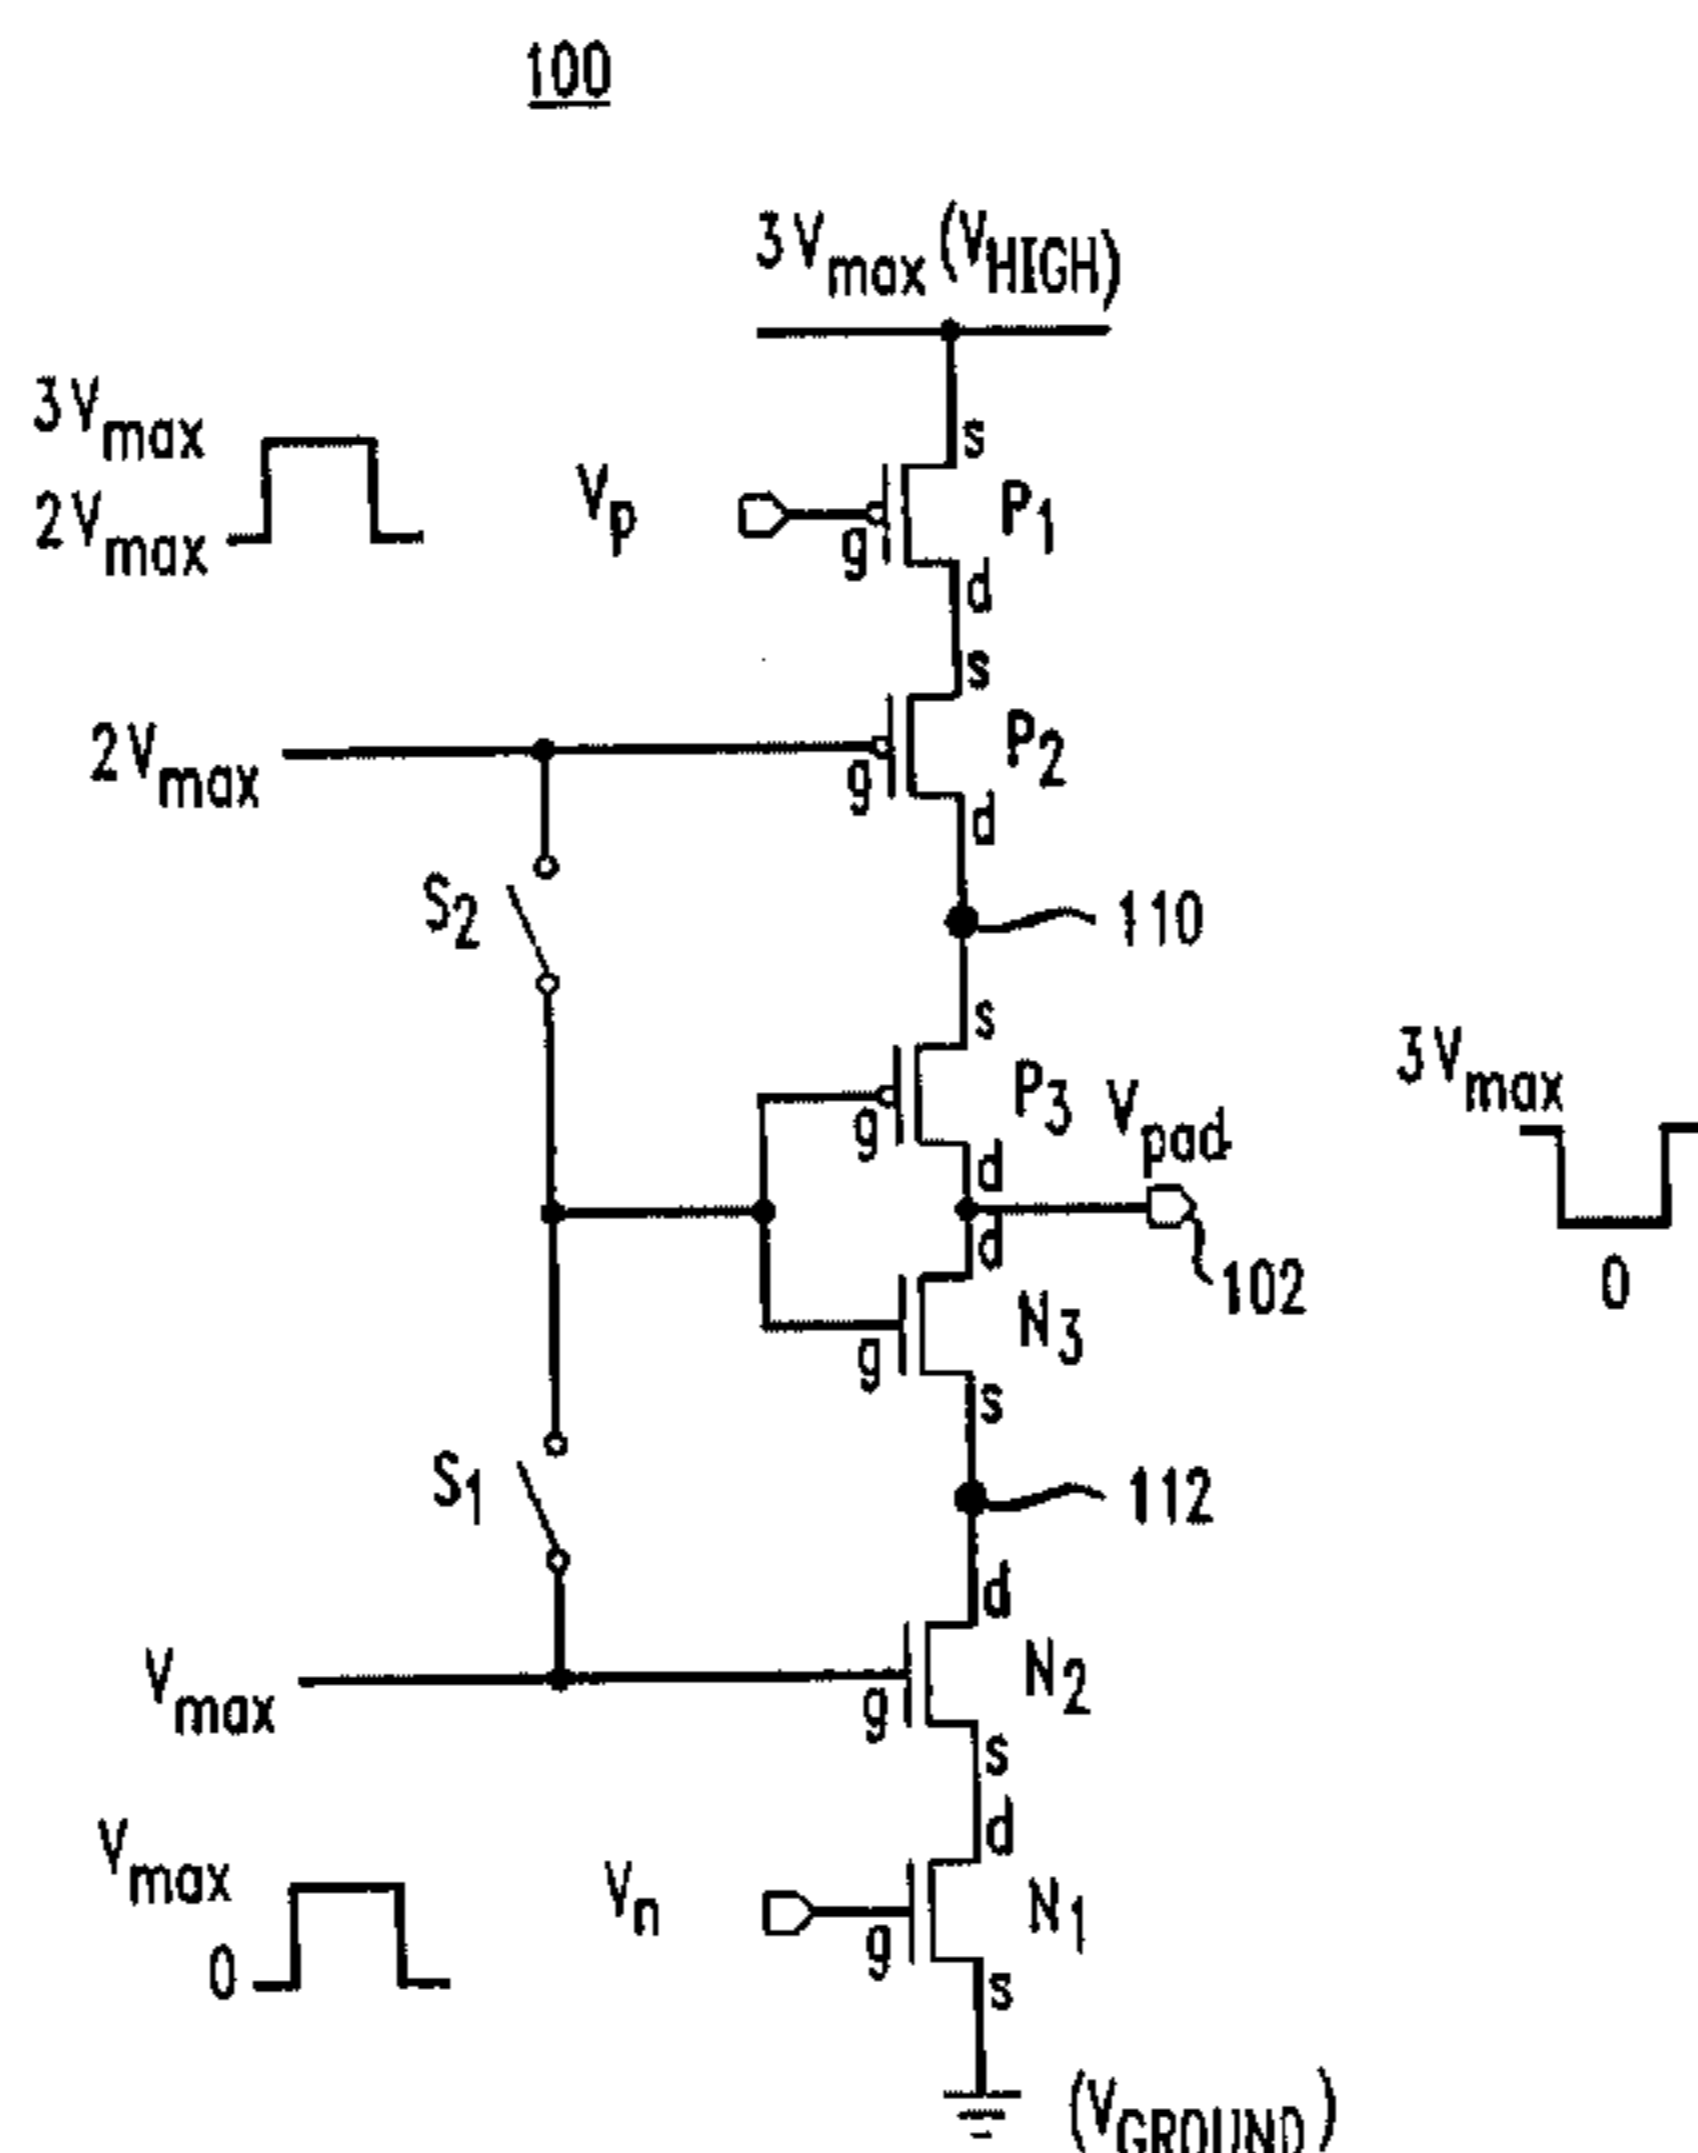 100
3Vmax (VHIGH)
3Vmax
2Vmax
Vp
s
P1
g
d
s
2Vmax
P2
g
d
S2
110
s
P3
Vpad
3Vmax
g
d
d
102
0
N3
g
s
S1
112
d
Vmax
N2
g
s
d
Vmax
0
Vn
N1
g
s
(VGROUND)